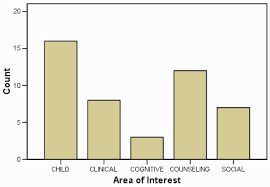 20
15
10
5
0
Count
CHILD CLINICAL COGNITIVE COUNSELING SOCIAL
Area of Interest